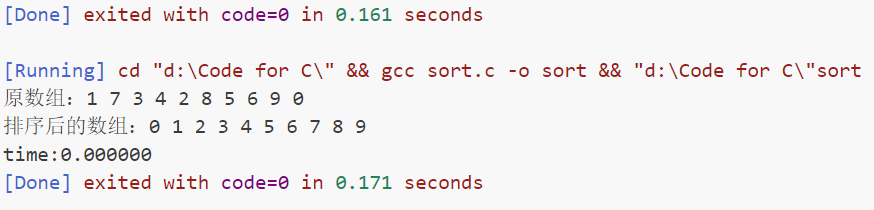 [Done] exited with code=0 in 0.161 seconds
[Running] cd "d:\Code for C\" && gcc sort.c -o sort && "d:\Code for C\"sort
原数组：1 7 3 4 2 8 5 6 9 0
排序后的数组：0 1 2 3 4 5 6 7 8 9
time:0.000000
[Done] exited with code=0 in 0.171 seconds